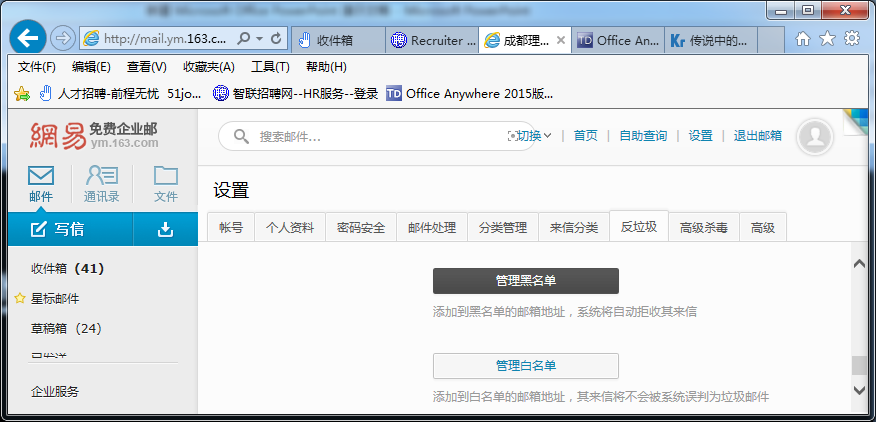 http://mail.ym.163.c...
收件箱
Recruiter ...
成都理...
Office An...
传说中的...
文件(F) 编辑(E) 查看(V) 收藏夹(A) 工具(T) 帮助(H)
人才招聘-前程无忧 51jo...
智联招聘网--HR服务--登录
Office Anywhere 2015版...
網易 免费企业邮
ym.163.com
搜索邮件...
切换 | 首页 | 自助查询 | 设置 | 退出邮箱
邮件 通讯录 文件
设置
写信
帐号 个人资料 密码安全 邮件处理 分类管理 来信分类 反垃圾 高级杀毒 高级
收件箱 (41)
星标邮件
草稿箱 (24)
已发送
企业服务
管理黑名单
添加到黑名单的邮箱地址，系统将自动拒收其来信
管理白名单
添加到白名单的邮箱地址，其来信将不会被系统误判为垃圾邮件